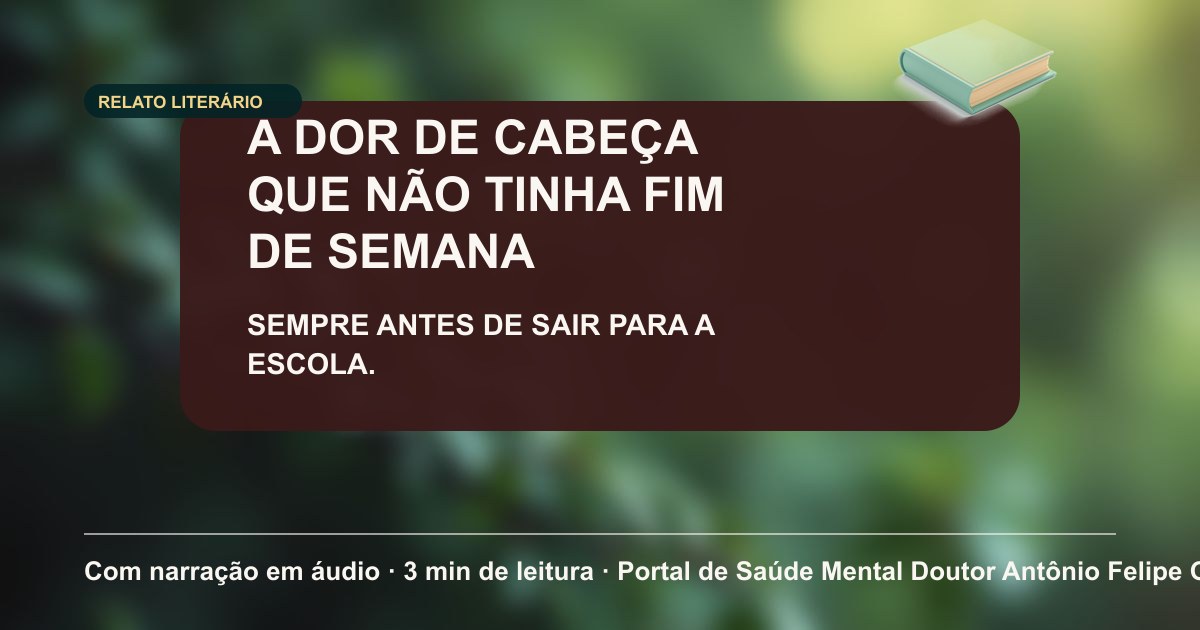 RELATO LITERÁRIO
A DOR DE CABEÇA
QUE NÃO TINHA FIM
DE SEMANA
SEMPRE ANTES DE SAIR PARA A
ESCOLA.
Com narração em áudio · 3 min de leitura · Portal de Saúde Mental Doutor Antônio Felipe